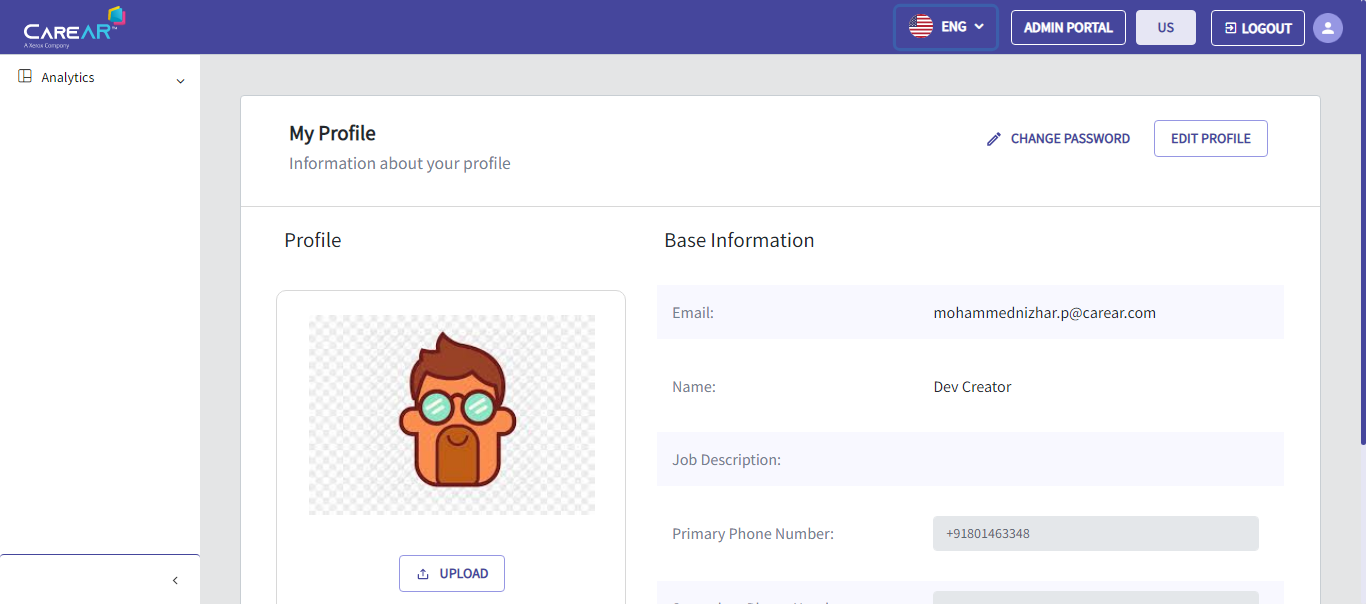 CAREAR™
A Xerox Company
ENG
ADMIN PORTAL
US
LOGOUT
Analytics
My Profile
Information about your profile
CHANGE PASSWORD
EDIT PROFILE
Profile
Base Information
Email:
mohammednizhar.p@carear.com
Name:
Dev Creator
Job Description:
Primary Phone Number:
+91801463348
UPLOAD